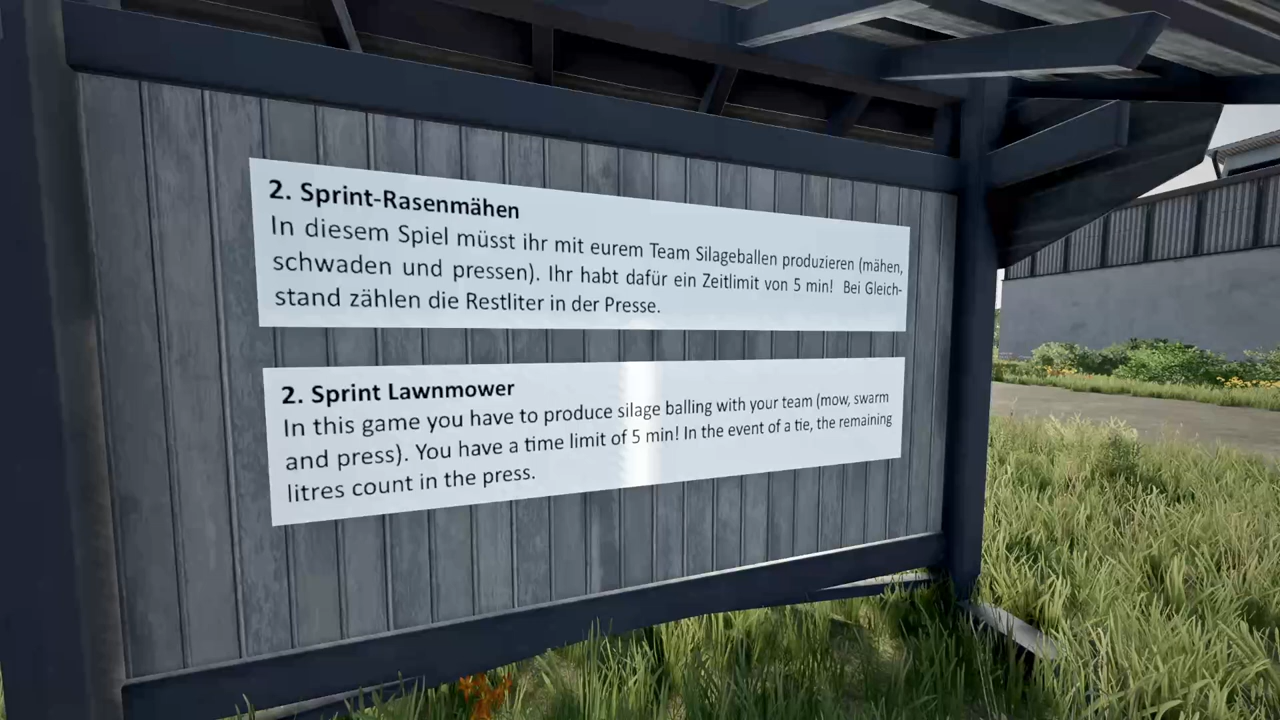 2. Sprint-Rasenmähen
In diesem Spiel müsst ihr mit eurem Team Silageballen produzieren (mähen,
schwaden und pressen). Ihr habt dafür ein Zeitlimit von 5 min! Bei Gleich-
stand zählen die Restliter in der Presse.
2. Sprint Lawnmower
In this game you have to produce silage balling with your team (mow, swarm
and press). You have a time limit of 5 min! In the event of a tie, the remaining
litres count in the press.